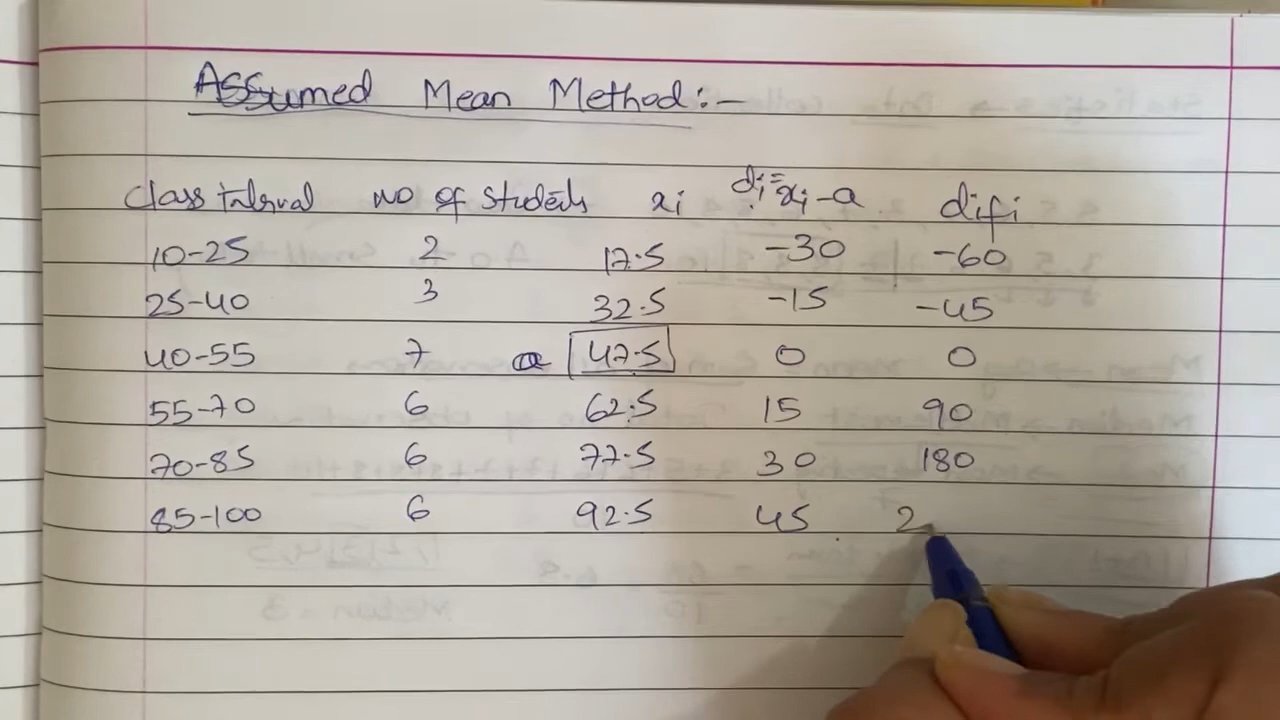 Assumed Mean Method:-
Class Interval no of students xi di=xi-a difi
10-25 2 17.5 -30 -60
25-40 3 32.5 -15 -45
40-55 7 a 47.5 0 0
55-70 6 62.5 15 90
70-85 6 77.5 30 180
85-100 6 92.5 45 2